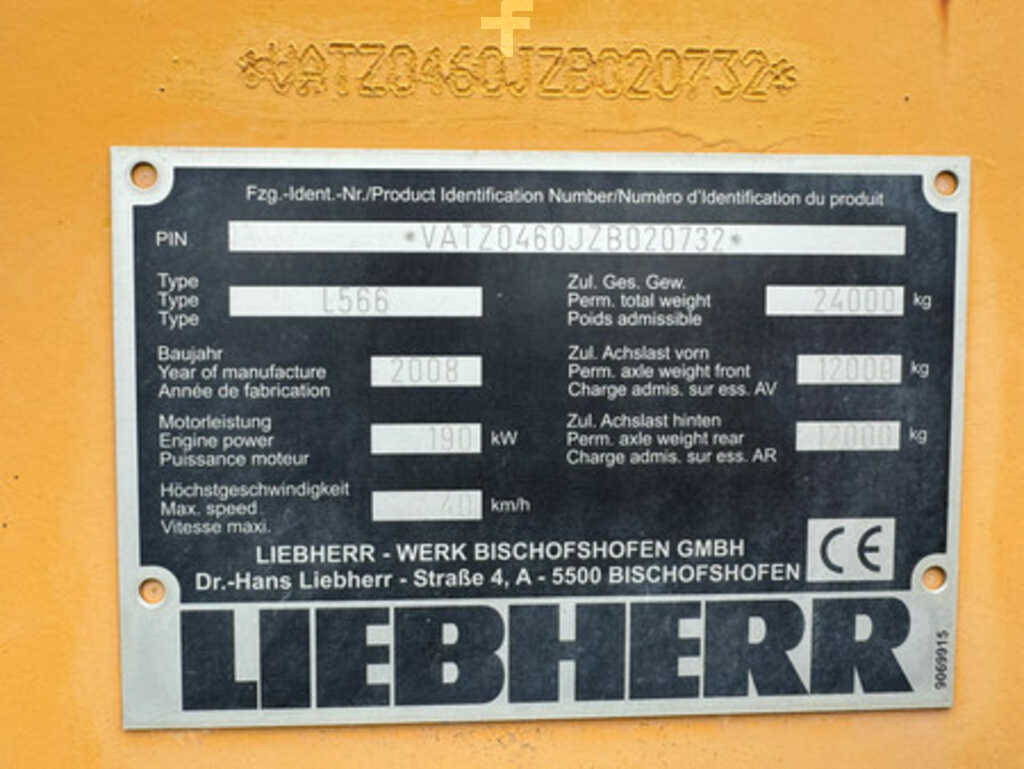 *VATZ0460JZB020732*
Fzg.-Ident.-Nr./Product Identification Number/Numèro d'Identification du produit
PIN *VATZ0460JZB020732*
Type
Type L566
Type
Zul. Ges. Gew.
Perm. total weight 24000 kg
Poids admissible
Baujahr
Year of manufacture 2008
Année de fabrication
Zul. Achslast vorn
Perm. axle weight front 12000 kg
Charge admis. sur ess. AV
Motorleistung
Engine power 190 kW
Puissance moteur
Zul. Achslast hinten
Perm. axle weight rear 12000 kg
Charge admis. sur ess. AR
Höchstgeschwindigkeit
Max. speed 40 km/h
Vitesse maxi.
LIEBHERR - WERK BISCHOFSHOFEN GMBH
Dr.-Hans Liebherr - Straße 4, A - 5500 BISCHOFSHOFEN
CE
LIEBHERR
9069915